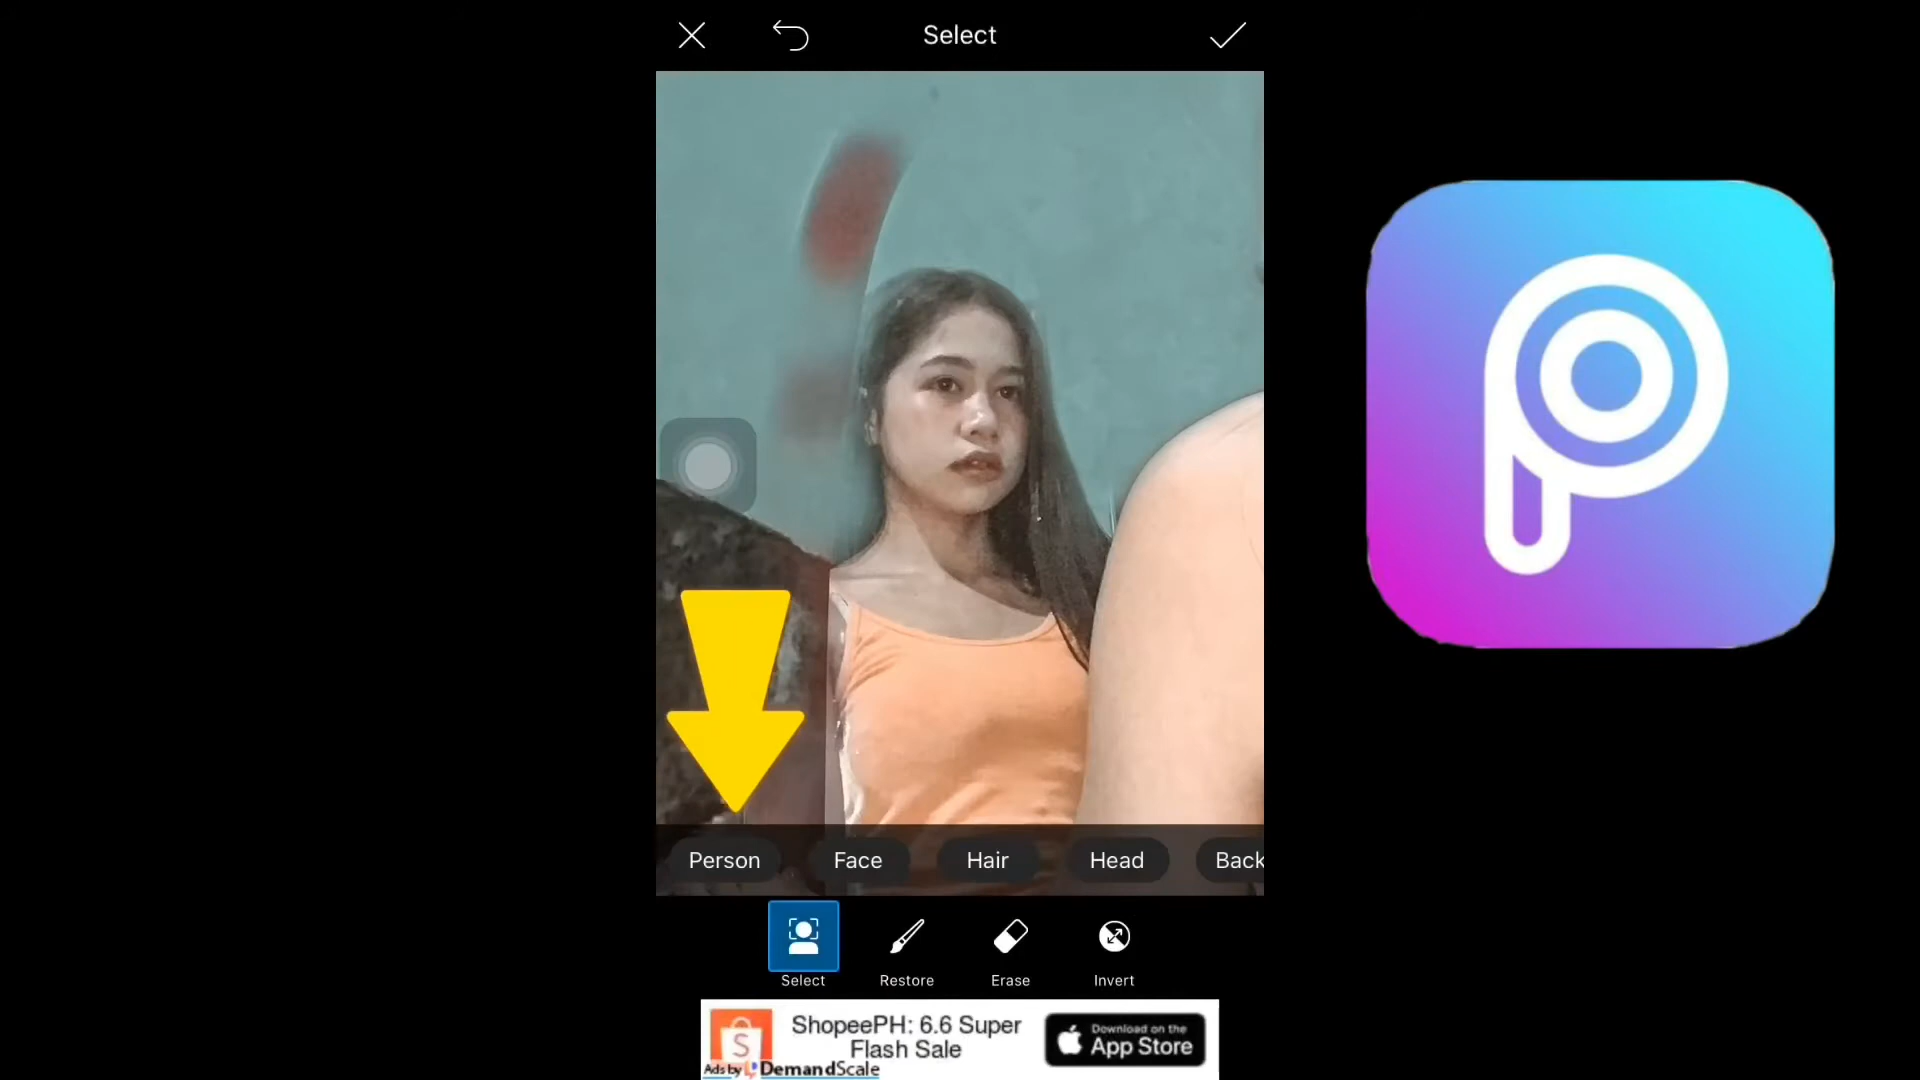 Select
Person
Face
Hair
Head
Back
Select
Restore
Erase
Invert
ShopeePH: 6.6 Super
Flash Sale
Ads by DemandScale
Download on the
App Store